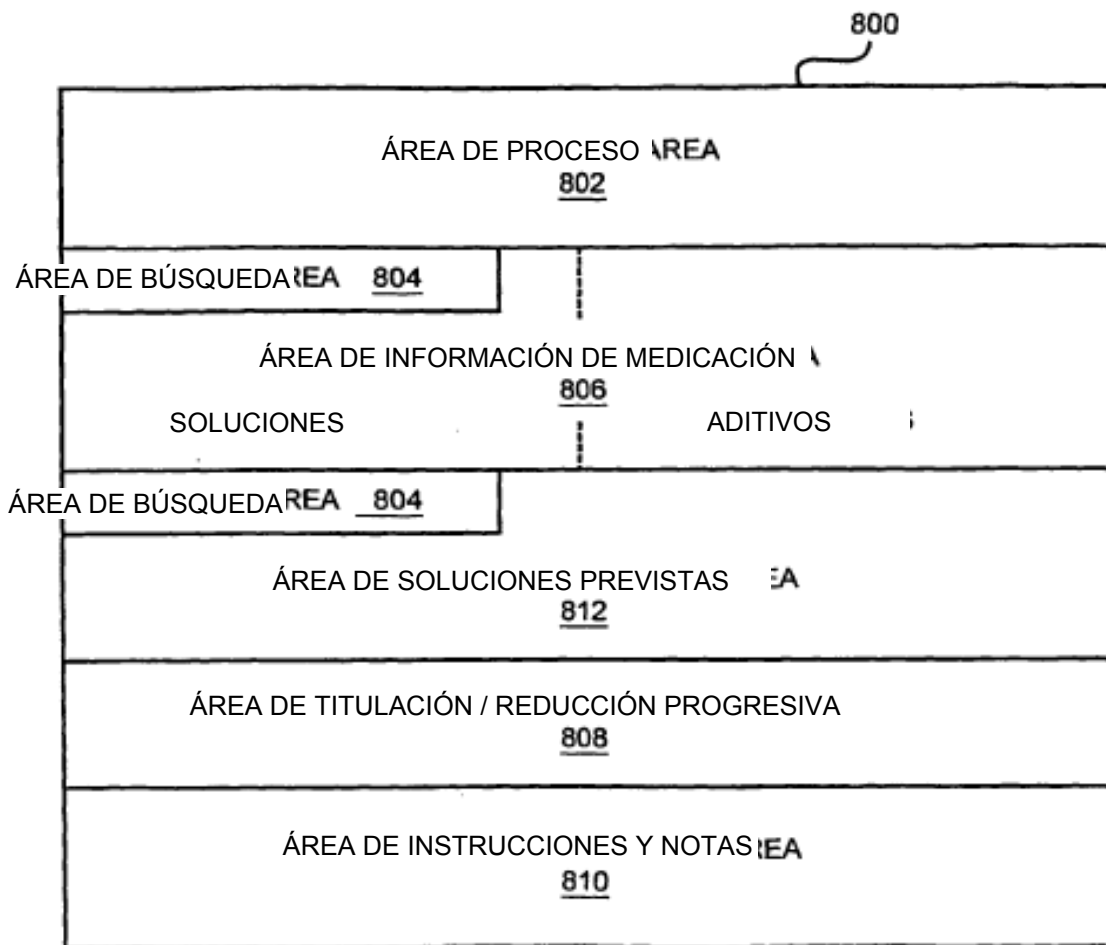 800
ÁREA DE PROCESO AREA
802
ÁREA DE BÚSQUEDA REA 804
ÁREA DE INFORMACIÓN DE MEDICACIÓN
806
SOLUCIONES ADITIVOS
ÁREA DE BÚSQUEDA REA 804
ÁREA DE SOLUCIONES PREVISTAS EA
812
ÁREA DE TITULACIÓN / REDUCCIÓN PROGRESIVA
808
ÁREA DE INSTRUCCIONES Y NOTAS REA
810